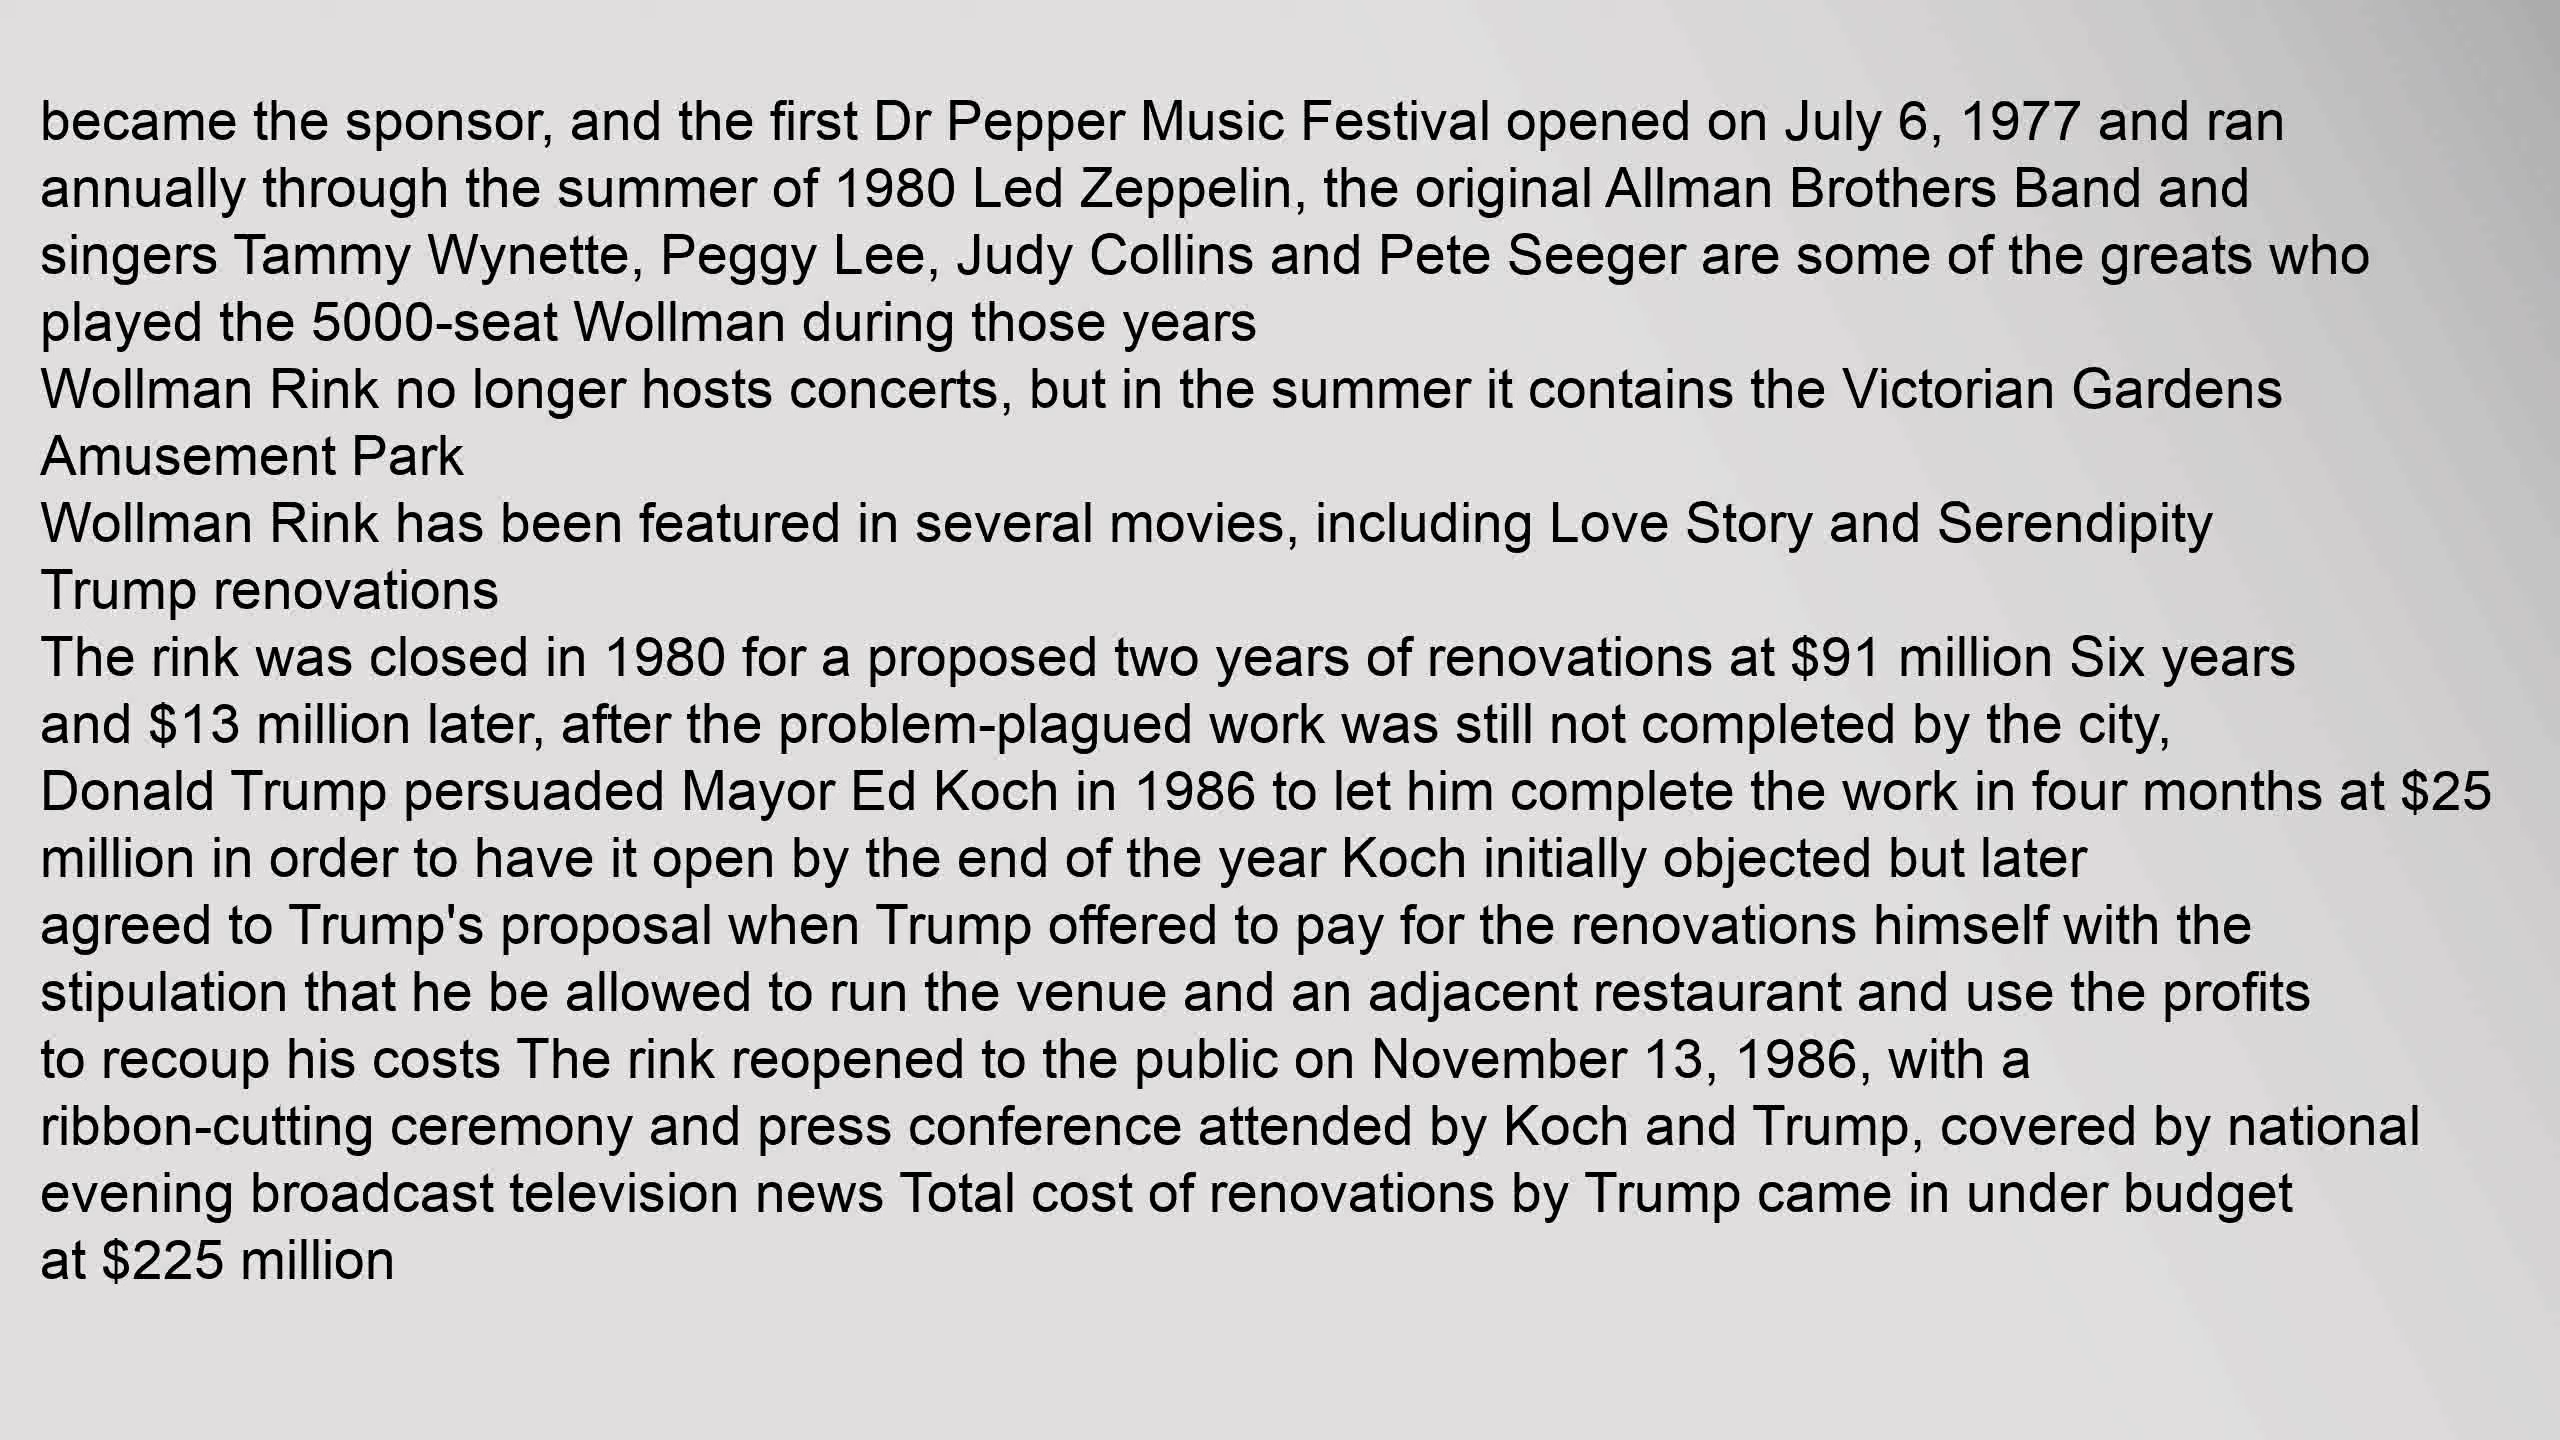 became the sponsor, and the first Dr Pepper Music Festival opened on July 6, 1977 and ran
annually through the summer of 1980 Led Zeppelin, the original Allman Brothers Band and
singers Tammy Wynette, Peggy Lee, Judy Collins and Pete Seeger are some of the greats who
played the 5000-seat Wollman during those years
Wollman Rink no longer hosts concerts, but in the summer it contains the Victorian Gardens
Amusement Park
Wollman Rink has been featured in several movies, including Love Story and Serendipity
Trump renovations
The rink was closed in 1980 for a proposed two years of renovations at $91 million Six years
and $13 million later, after the problem-plagued work was still not completed by the city,
Donald Trump persuaded Mayor Ed Koch in 1986 to let him complete the work in four months at $25
million in order to have it open by the end of the year Koch initially objected but later
agreed to Trump's proposal when Trump offered to pay for the renovations himself with the
stipulation that he be allowed to run the venue and an adjacent restaurant and use the profits
to recoup his costs The rink reopened to the public on November 13, 1986, with a
ribbon-cutting ceremony and press conference attended by Koch and Trump, covered by national
evening broadcast television news Total cost of renovations by Trump came in under budget
at $225 million